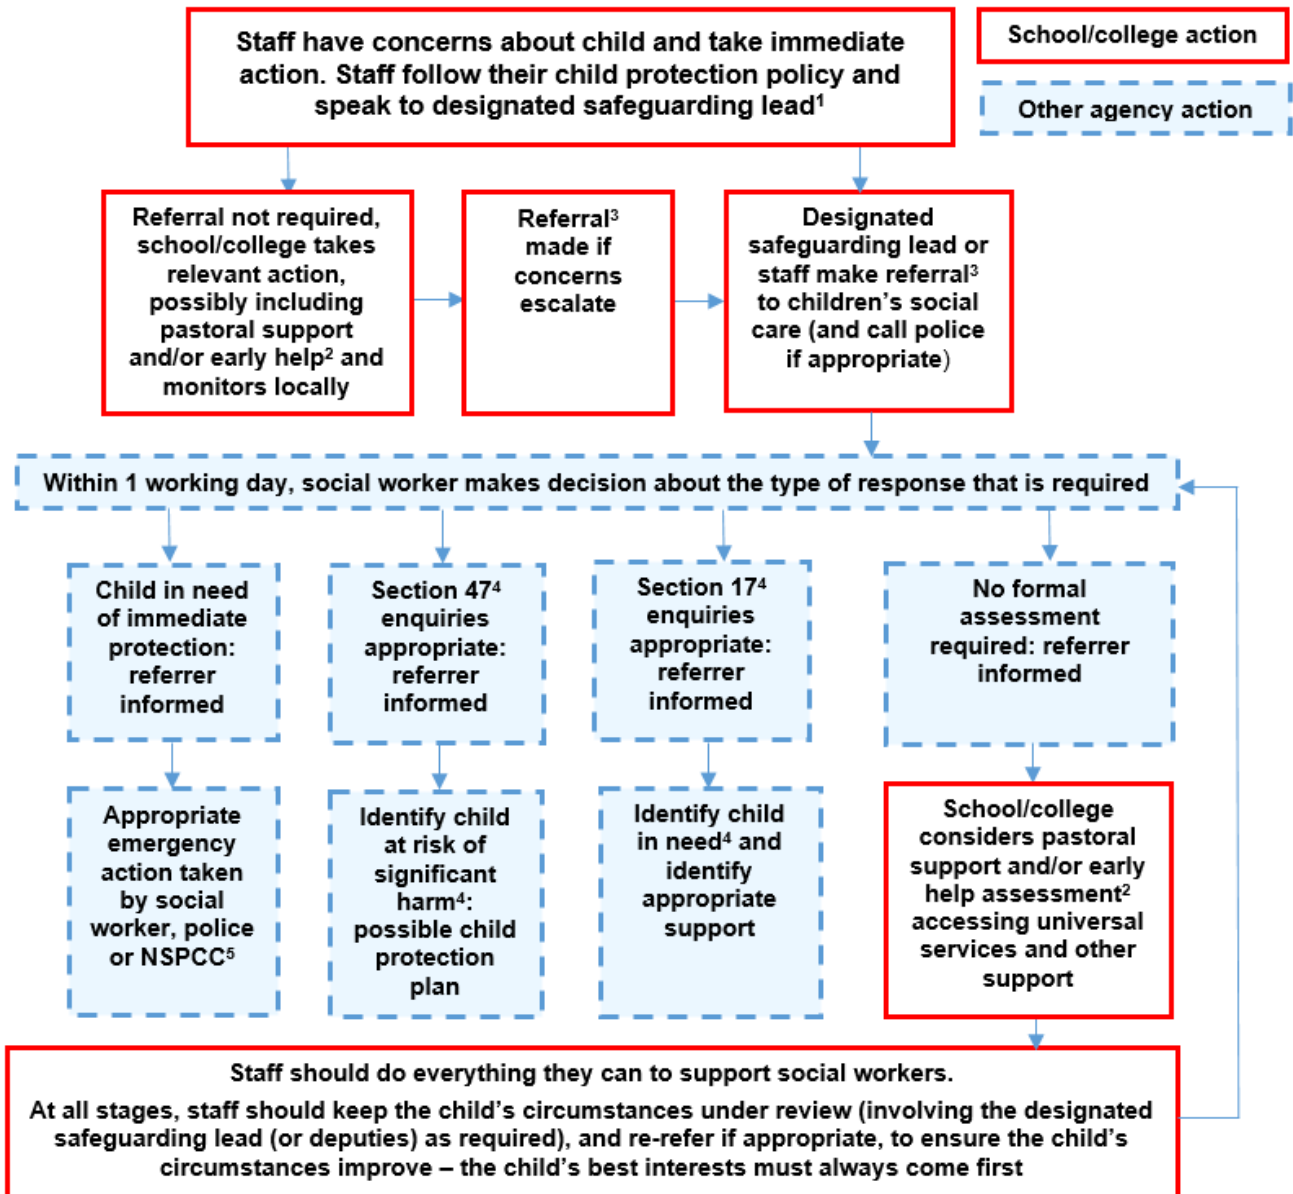 Staff have concerns about child and take immediate
action. Staff follow their child protection policy and
speak to designated safeguarding lead¹
School/college action
Other agency action
Referral not required,
school/college takes
relevant action,
possibly including
pastoral support
and/or early help² and
monitors locally
Referral³
made if
concerns
escalate
Designated
safeguarding lead or
staff make referral³
to children's social
care (and call police
if appropriate)
Within 1 working day, social worker makes decision about the type of response that is required
Child in need
of immediate
protection:
referrer
informed
Section 47⁴
enquiries
appropriate:
referrer
informed
Section 17⁴
enquiries
appropriate:
referrer
informed
No formal
assessment
required: referrer
informed
Appropriate
emergency
action taken
by social
worker, police
or NSPCC⁵
Identify child
at risk of
significant
harm⁴:
possible child
protection
plan
Identify child
in need⁴ and
identify
appropriate
support
School/college
considers pastoral
support and/or early
help assessment²
accessing universal
services and other
support
Staff should do everything they can to support social workers.
At all stages, staff should keep the child's circumstances under review (involving the designated
safeguarding lead (or deputies) as required), and re-refer if appropriate, to ensure the child's
circumstances improve – the child's best interests must always come first